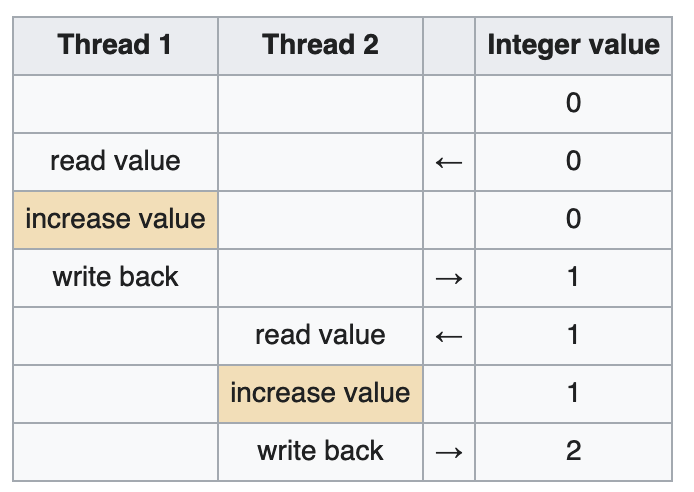 Thread 1 Thread 2 Integer value
0
read value ← 0
increase value 0
write back → 1
read value ← 1
increase value 1
write back → 2